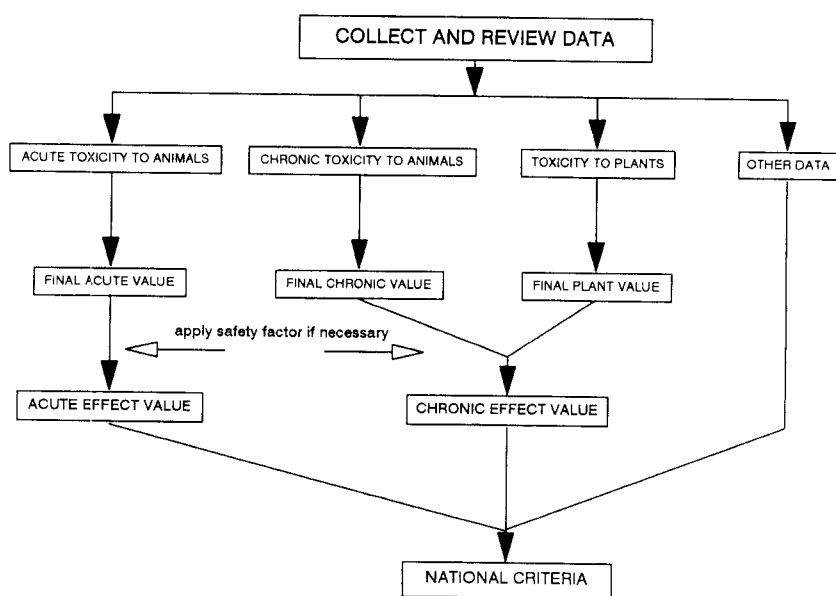 COLLECT AND REVIEW DATA
ACUTE TOXICITY TO ANIMALS
CHRONIC TOXICITY TO ANIMALS
TOXICITY TO PLANTS
OTHER DATA
FINAL ACUTE VALUE
FINAL CHRONIC VALUE
FINAL PLANT VALUE
apply safety factor if necessary
ACUTE EFFECT VALUE
CHRONIC EFFECT VALUE
NATIONAL CRITERIA